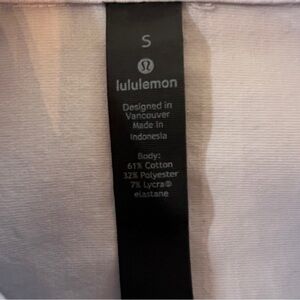 S
lululemon
Designed in
Vancouver
Made in
Indonesia
Body:
61% Cotton
32% Polyester
7% Lycra®
elastane